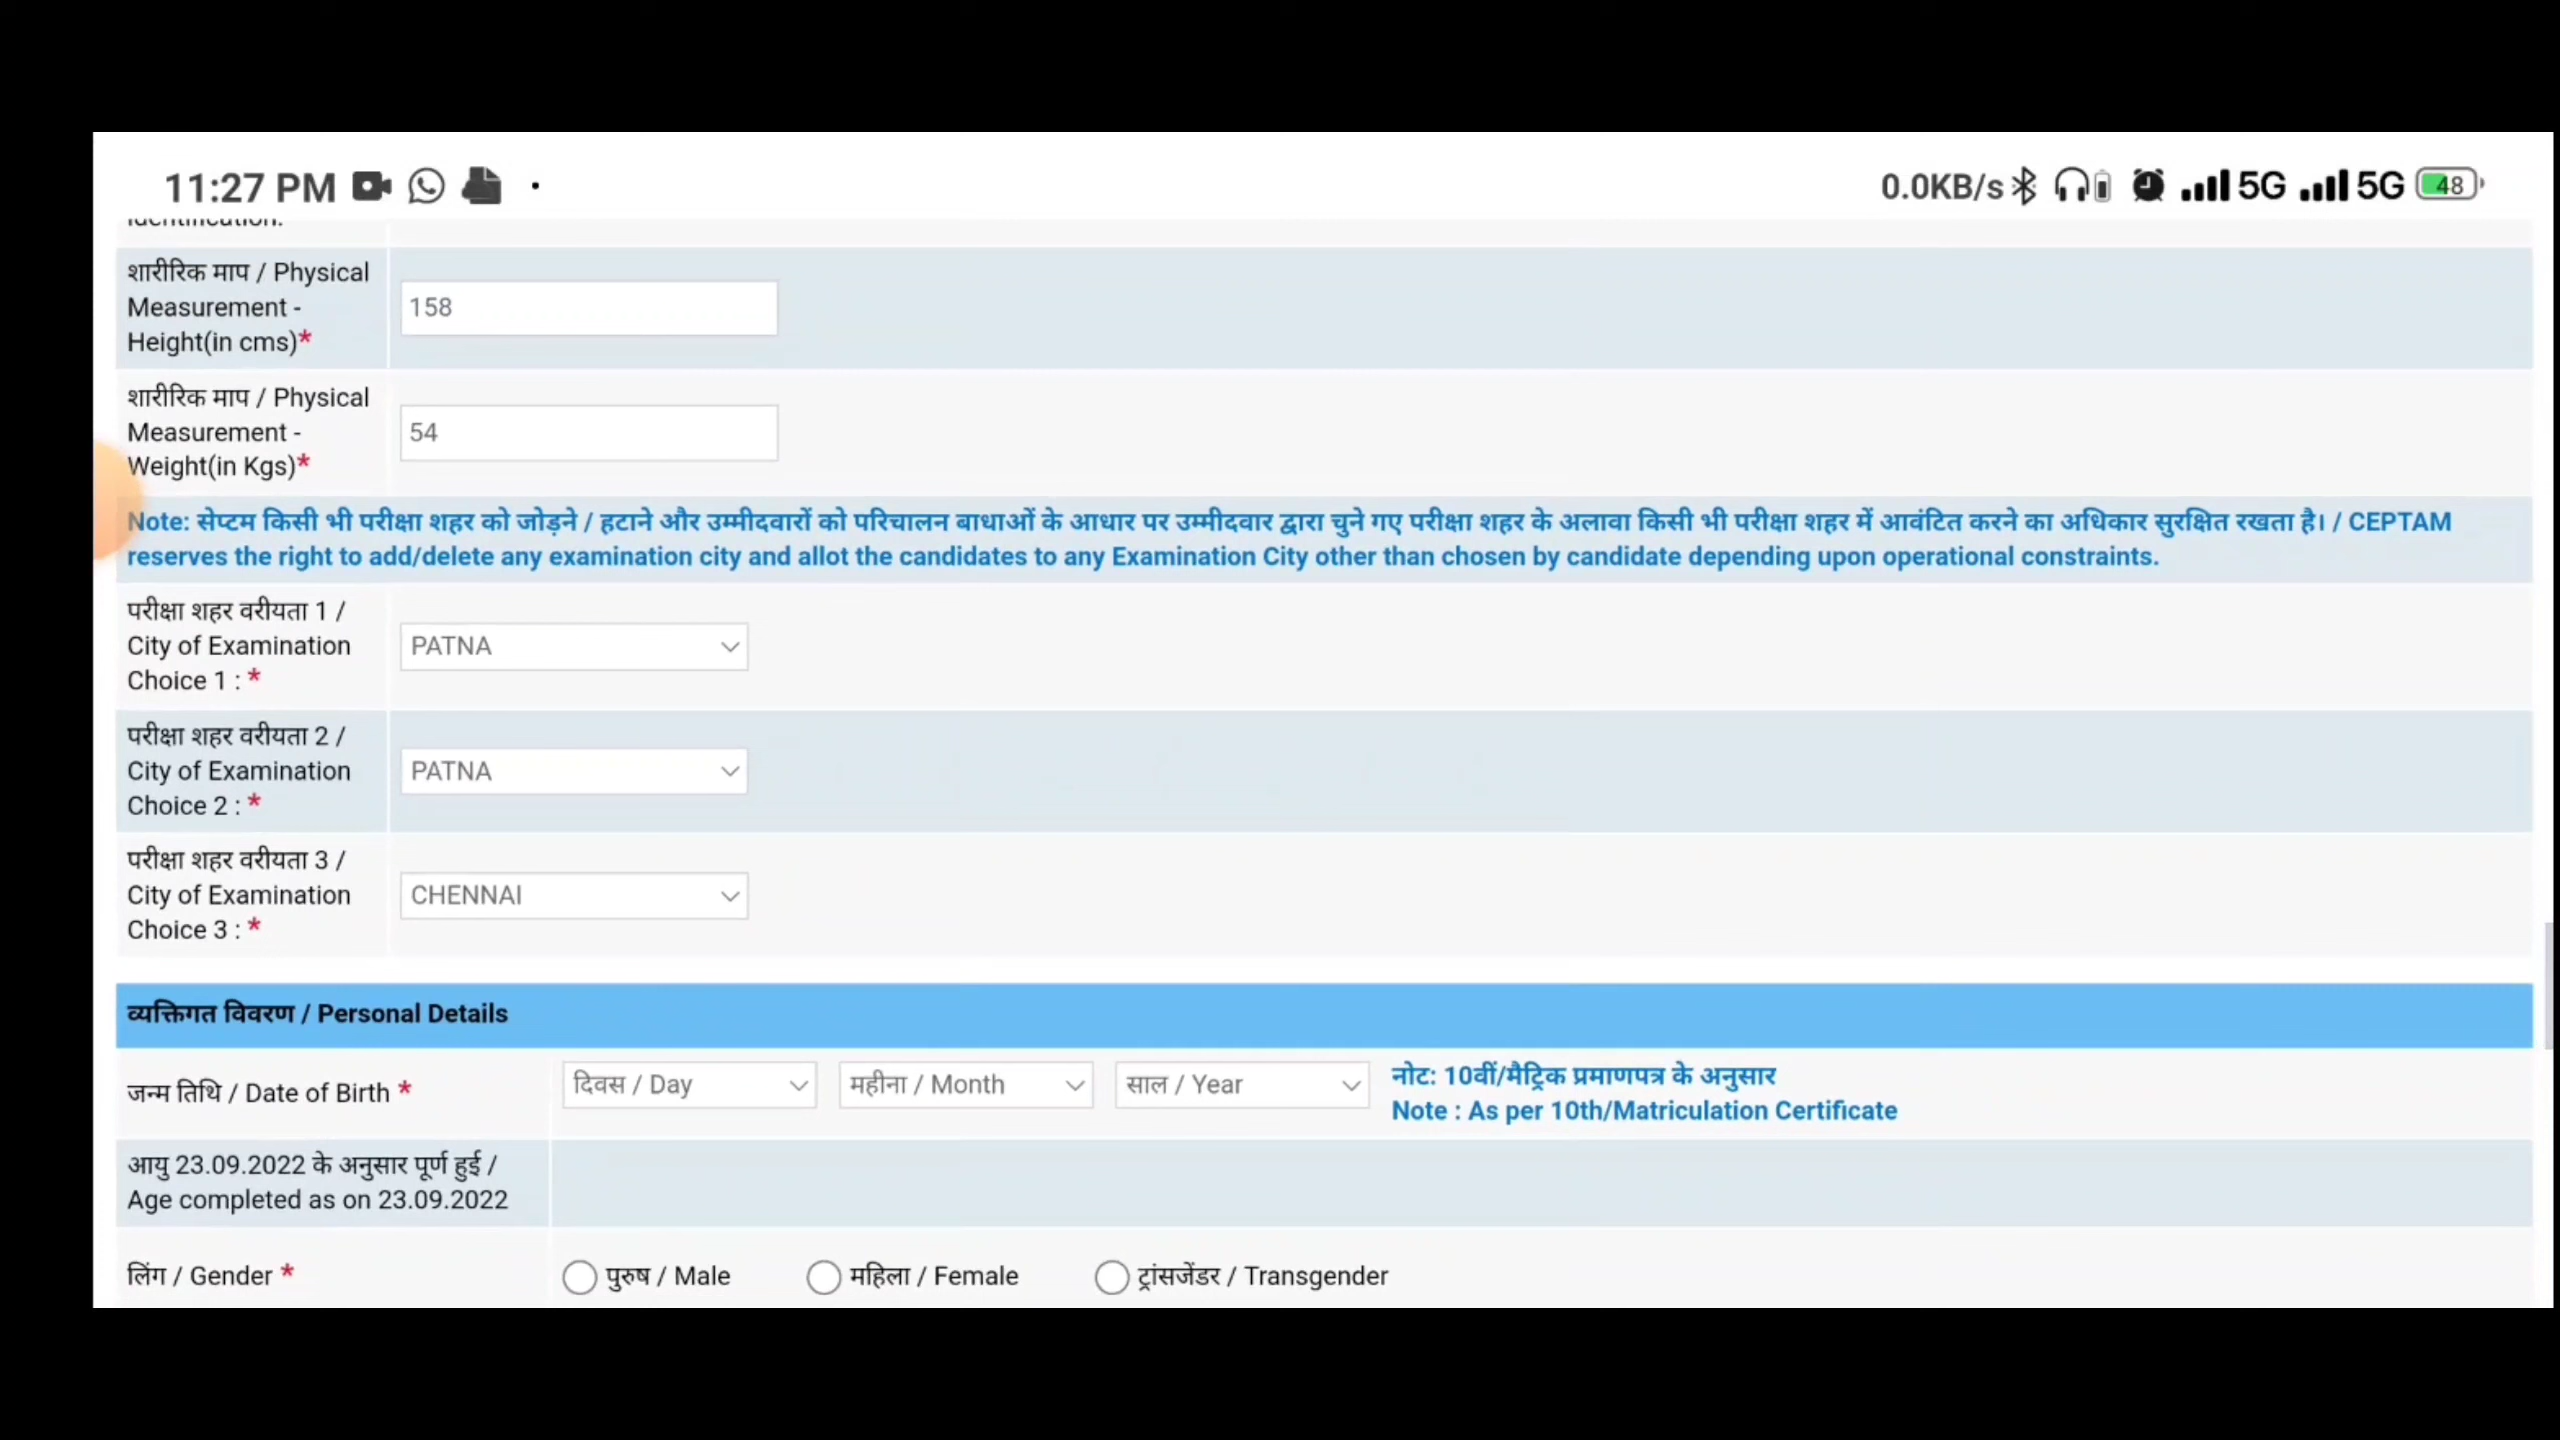 11:27 PM
0.0KB/s 5G 5G 48
identification.
शारीरिक माप / Physical
Measurement -
Height(in cms)*
158
शारीरिक माप / Physical
Measurement -
Weight(in Kgs)*
54
Note: सेप्टम किसी भी परीक्षा शहर को जोड़ने / हटाने और उम्मीदवारों को परिचालन बाधाओं के आधार पर उम्मीदवार द्वारा चुने गए परीक्षा शहर के अलावा किसी भी परीक्षा शहर में आवंटित करने का अधिकार सुरक्षित रखता है। / CEPTAM
reserves the right to add/delete any examination city and allot the candidates to any Examination City other than chosen by candidate depending upon operational constraints.
परीक्षा शहर वरीयता 1 /
City of Examination
Choice 1 : *
PATNA
परीक्षा शहर वरीयता 2 /
City of Examination
Choice 2 : *
PATNA
परीक्षा शहर वरीयता 3 /
City of Examination
Choice 3 : *
CHENNAI
व्यक्तिगत विवरण / Personal Details
जन्म तिथि / Date of Birth *
दिवस / Day
महीना / Month
साल / Year
नोट: 10वीं/मैट्रिक प्रमाणपत्र के अनुसार
Note : As per 10th/Matriculation Certificate
आयु 23.09.2022 के अनुसार पूर्ण हुई /
Age completed as on 23.09.2022
लिंग / Gender *
पुरुष / Male
महिला / Female
ट्रांसजेंडर / Transgender